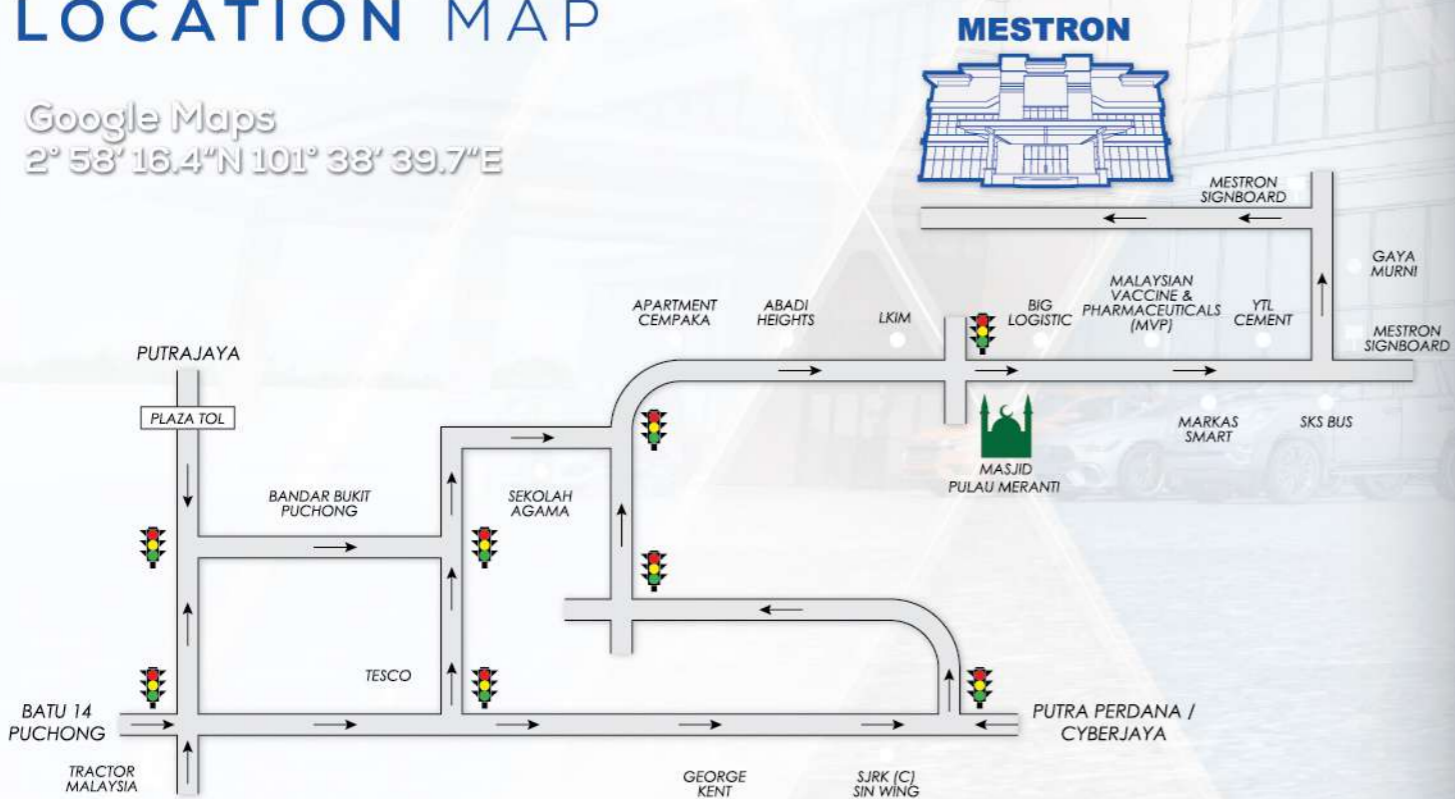 LOCATION MAP
MESTRON
Google Maps
2° 58' 16.4"N 101° 38' 39.7"E
MESTRON
SIGNBOARD
GAYA
MURNI
APARTMENT
CEMPAKA
ABADI
HEIGHTS
LKIM
BIG
LOGISTIC
MALAYSIAN
VACCINE &
PHARMACEUTICALS
(MVP)
YTL
CEMENT
MESTRON
SIGNBOARD
PUTRAJAYA
PLAZA TOL
MARKAS
SMART
SKS BUS
MASJID
PULAU MERANTI
BANDAR BUKIT
PUCHONG
SEKOLAH
AGAMA
TESCO
BATU 14
PUCHONG
PUTRA PERDANA /
CYBERJAYA
TRACTOR
MALAYSIA
GEORGE
KENT
SJRK (C)
SIN WING